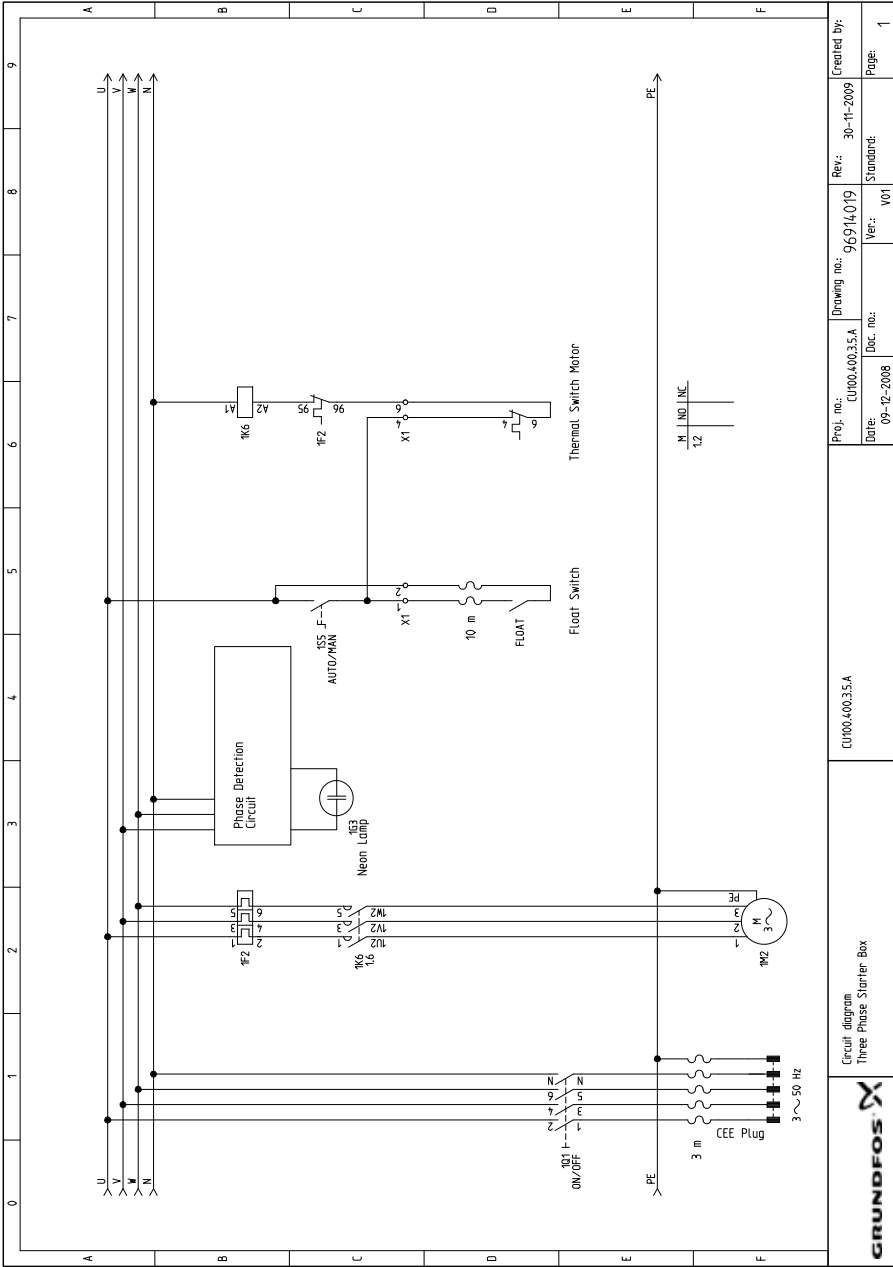 0 1 2 3 4 5 6 7 8 9
A
A
B
B
C
C
D
D
E
E
F
F
U
V
W
N
U
V
W
N
PE
PE
2 4 6 N
1 3 5 N
1Q1
ON/OFF
3 m
CEE Plug
3 ~ 50 Hz
1 3 5
2 4 6
1F2
1 3 5
1U2 1V2 1W2
1K6
1.6
1 2 3 PE
M
3~
1M2
Phase Detection
Circuit
1G3
Neon Lamp
1S5
AUTO/MAN
1 2
X1
10 m
FLOAT
Float Switch
A1
A2
1K6
95
96
1F2
4 6
X1
4
6
Thermal Switch Motor
M NO NC
1.2
GRUNDFOS
Circuit diagram
Three Phase Starter Box
CU100.400.3.5.A
Proj. no.: CU100.400.3.5.A
Drawing no.: 96914019
Rev.: 30-11-2009
Created by:
Date: 09-12-2008
Doc. no.:
Ver.: V01
Standard:
Page: 1